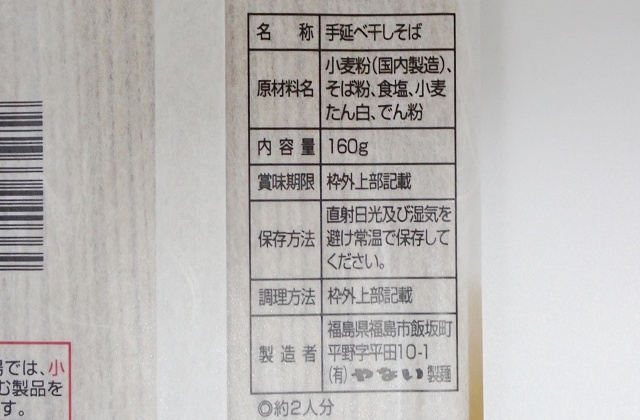 名称 手延べ干しそば
原材料名 小麦粉(国内製造)、
そば粉、食塩、小麦
たん白、でん粉
内容量 160g
賞味期限 枠外上部記載
保存方法 直射日光及び湿気を
避け常温で保存して
ください。
調理方法 枠外上部記載
製造者 福島県福島市飯坂町
平野字平田10-1
(有)やない製麺
◎約2人分
では、小
む製品を
す。